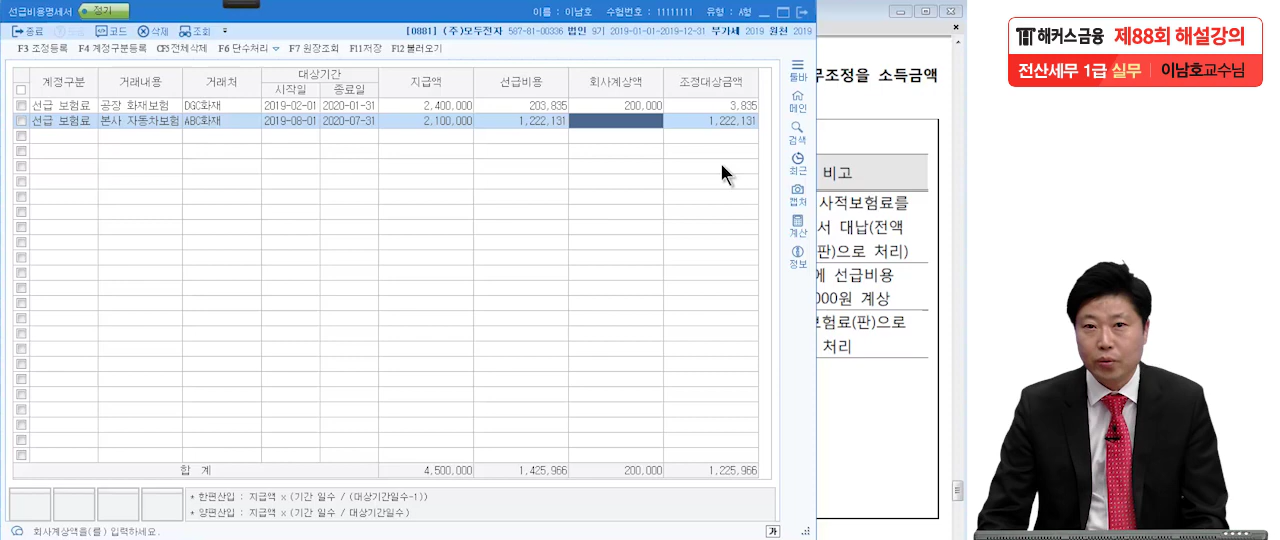 선급비용명세서 정기 이름 : 이남호 수험번호 : 11111111 유형 : A형
종료 코드 삭제 조회 [0881] (주)모두전자 587-81-00336 법인 9기 2019-01-01~2019-12-31 부가세 2019 원천 2019
F3 조정등록 F4 계정구분등록 CF5전체삭제 F6 단수처리 F7 원장조회 F11저장 F12 불러오기
계정구분 거래내용 거래처 대상기간 지급액 선급비용 회사계상액 조정대상금액
시작일 종료일
선급 보험료 공장 화재보험 DGC화재 2019-02-01 2020-01-31 2,400,000 203,835 200,000 3,835
선급 보험료 본사 자동차보험 ABC화재 2019-08-01 2020-07-31 2,100,000 1,222,131 1,222,131
합 계 4,500,000 1,425,966 200,000 1,225,966
* 한편산입 : 지급액 x (기간 일수 / (대상기간일수-1))
* 양편산입 : 지급액 x (기간 일수 / 대상기간일수)
회사계상액을(를) 입력하세요.
가
툴바
메인
검색
최근
캡처
계산
정보
무조정을 소득금액
비고
사적보험료를
서 대납(전액
판)으로 처리)
에 선급비용
000원 계상
보험료(판)으로
처리
해커스금융 제88회 해설강의
전산세무 1급 실무 이남호교수님